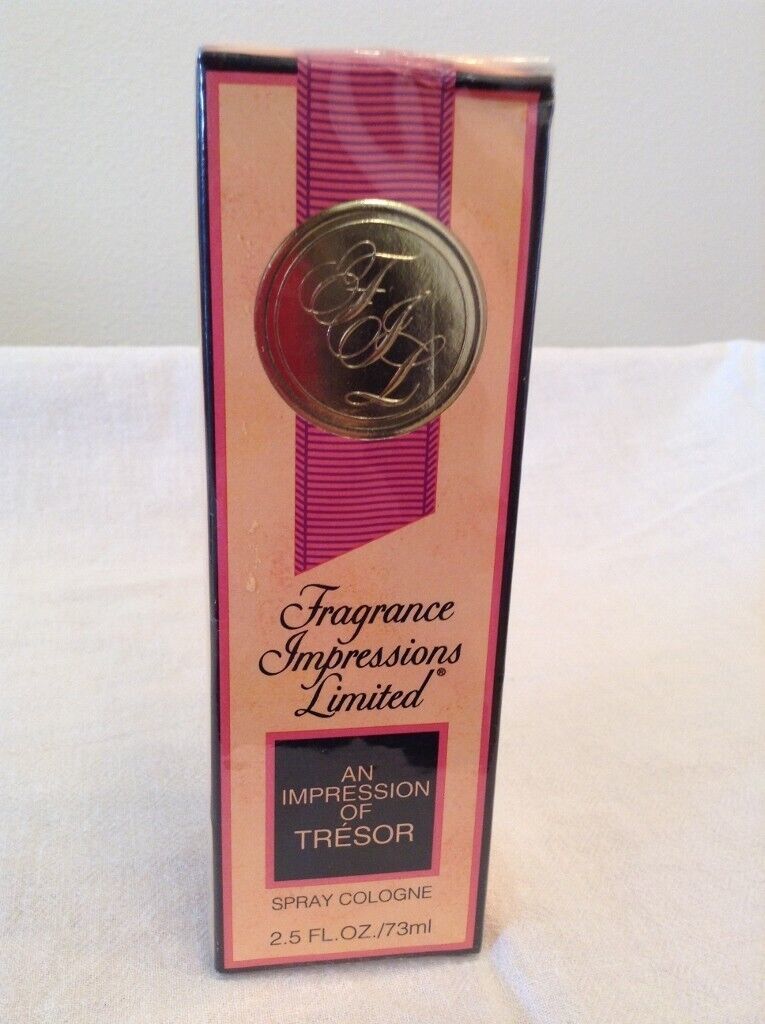 FIL
Fragrance
Impressions
Limited®
AN
IMPRESSION
OF
TRÉSOR
SPRAY COLOGNE
2.5 FL.OZ./73ml